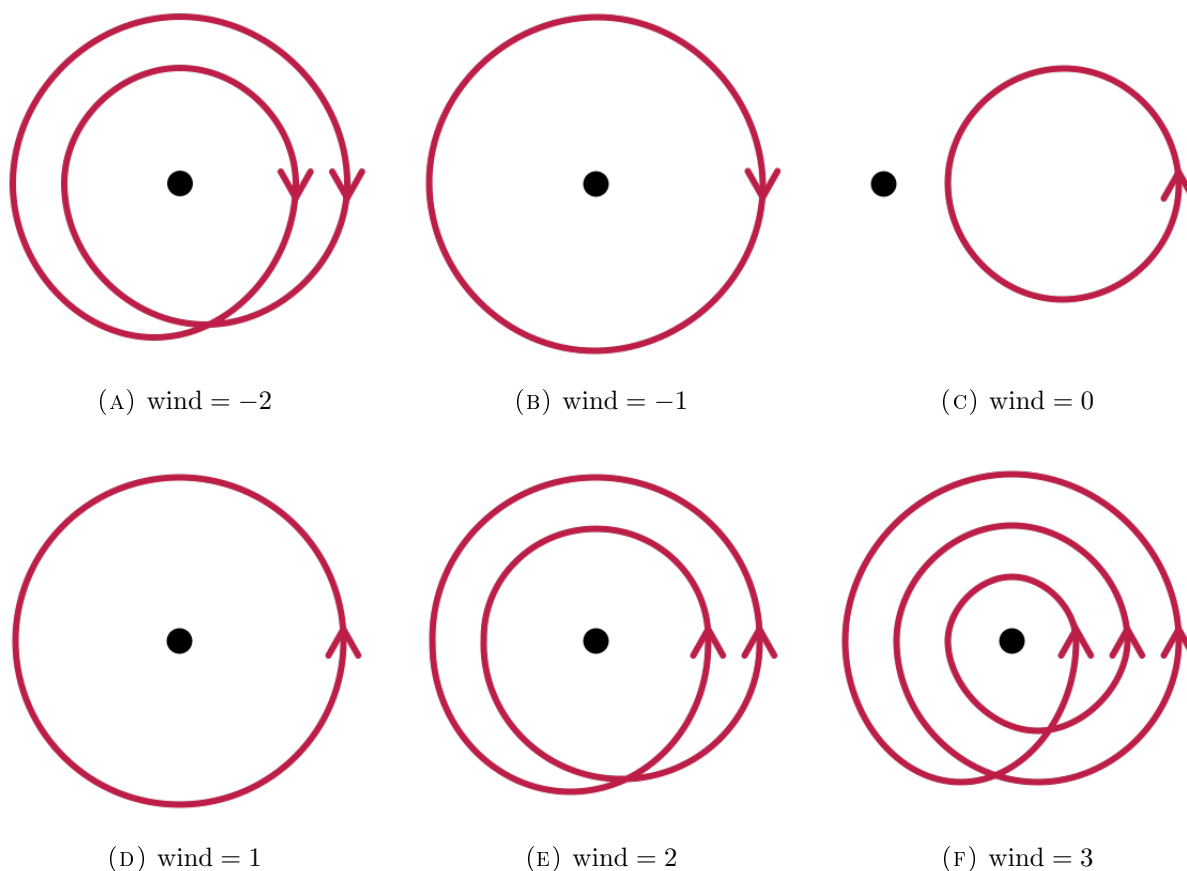 (A) wind = −2
(B) wind = −1
(C) wind = 0
(D) wind = 1
(E) wind = 2
(F) wind = 3